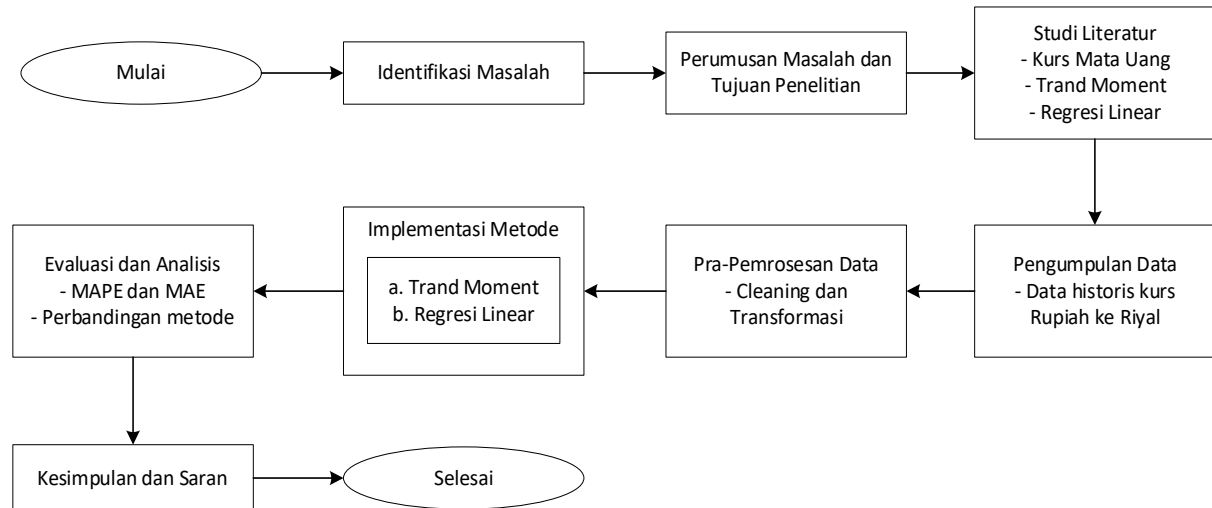 Mulai
Identifikasi Masalah
Perumusan Masalah dan
Tujuan Penelitian
Studi Literatur
- Kurs Mata Uang
- Trand Moment
- Regresi Linear
Pengumpulan Data
- Data historis kurs
Rupiah ke Riyal
Pra-Pemrosesan Data
- Cleaning dan
Transformasi
Implementasi Metode
a. Trand Moment
b. Regresi Linear
Evaluasi dan Analisis
- MAPE dan MAE
- Perbandingan metode
Kesimpulan dan Saran
Selesai